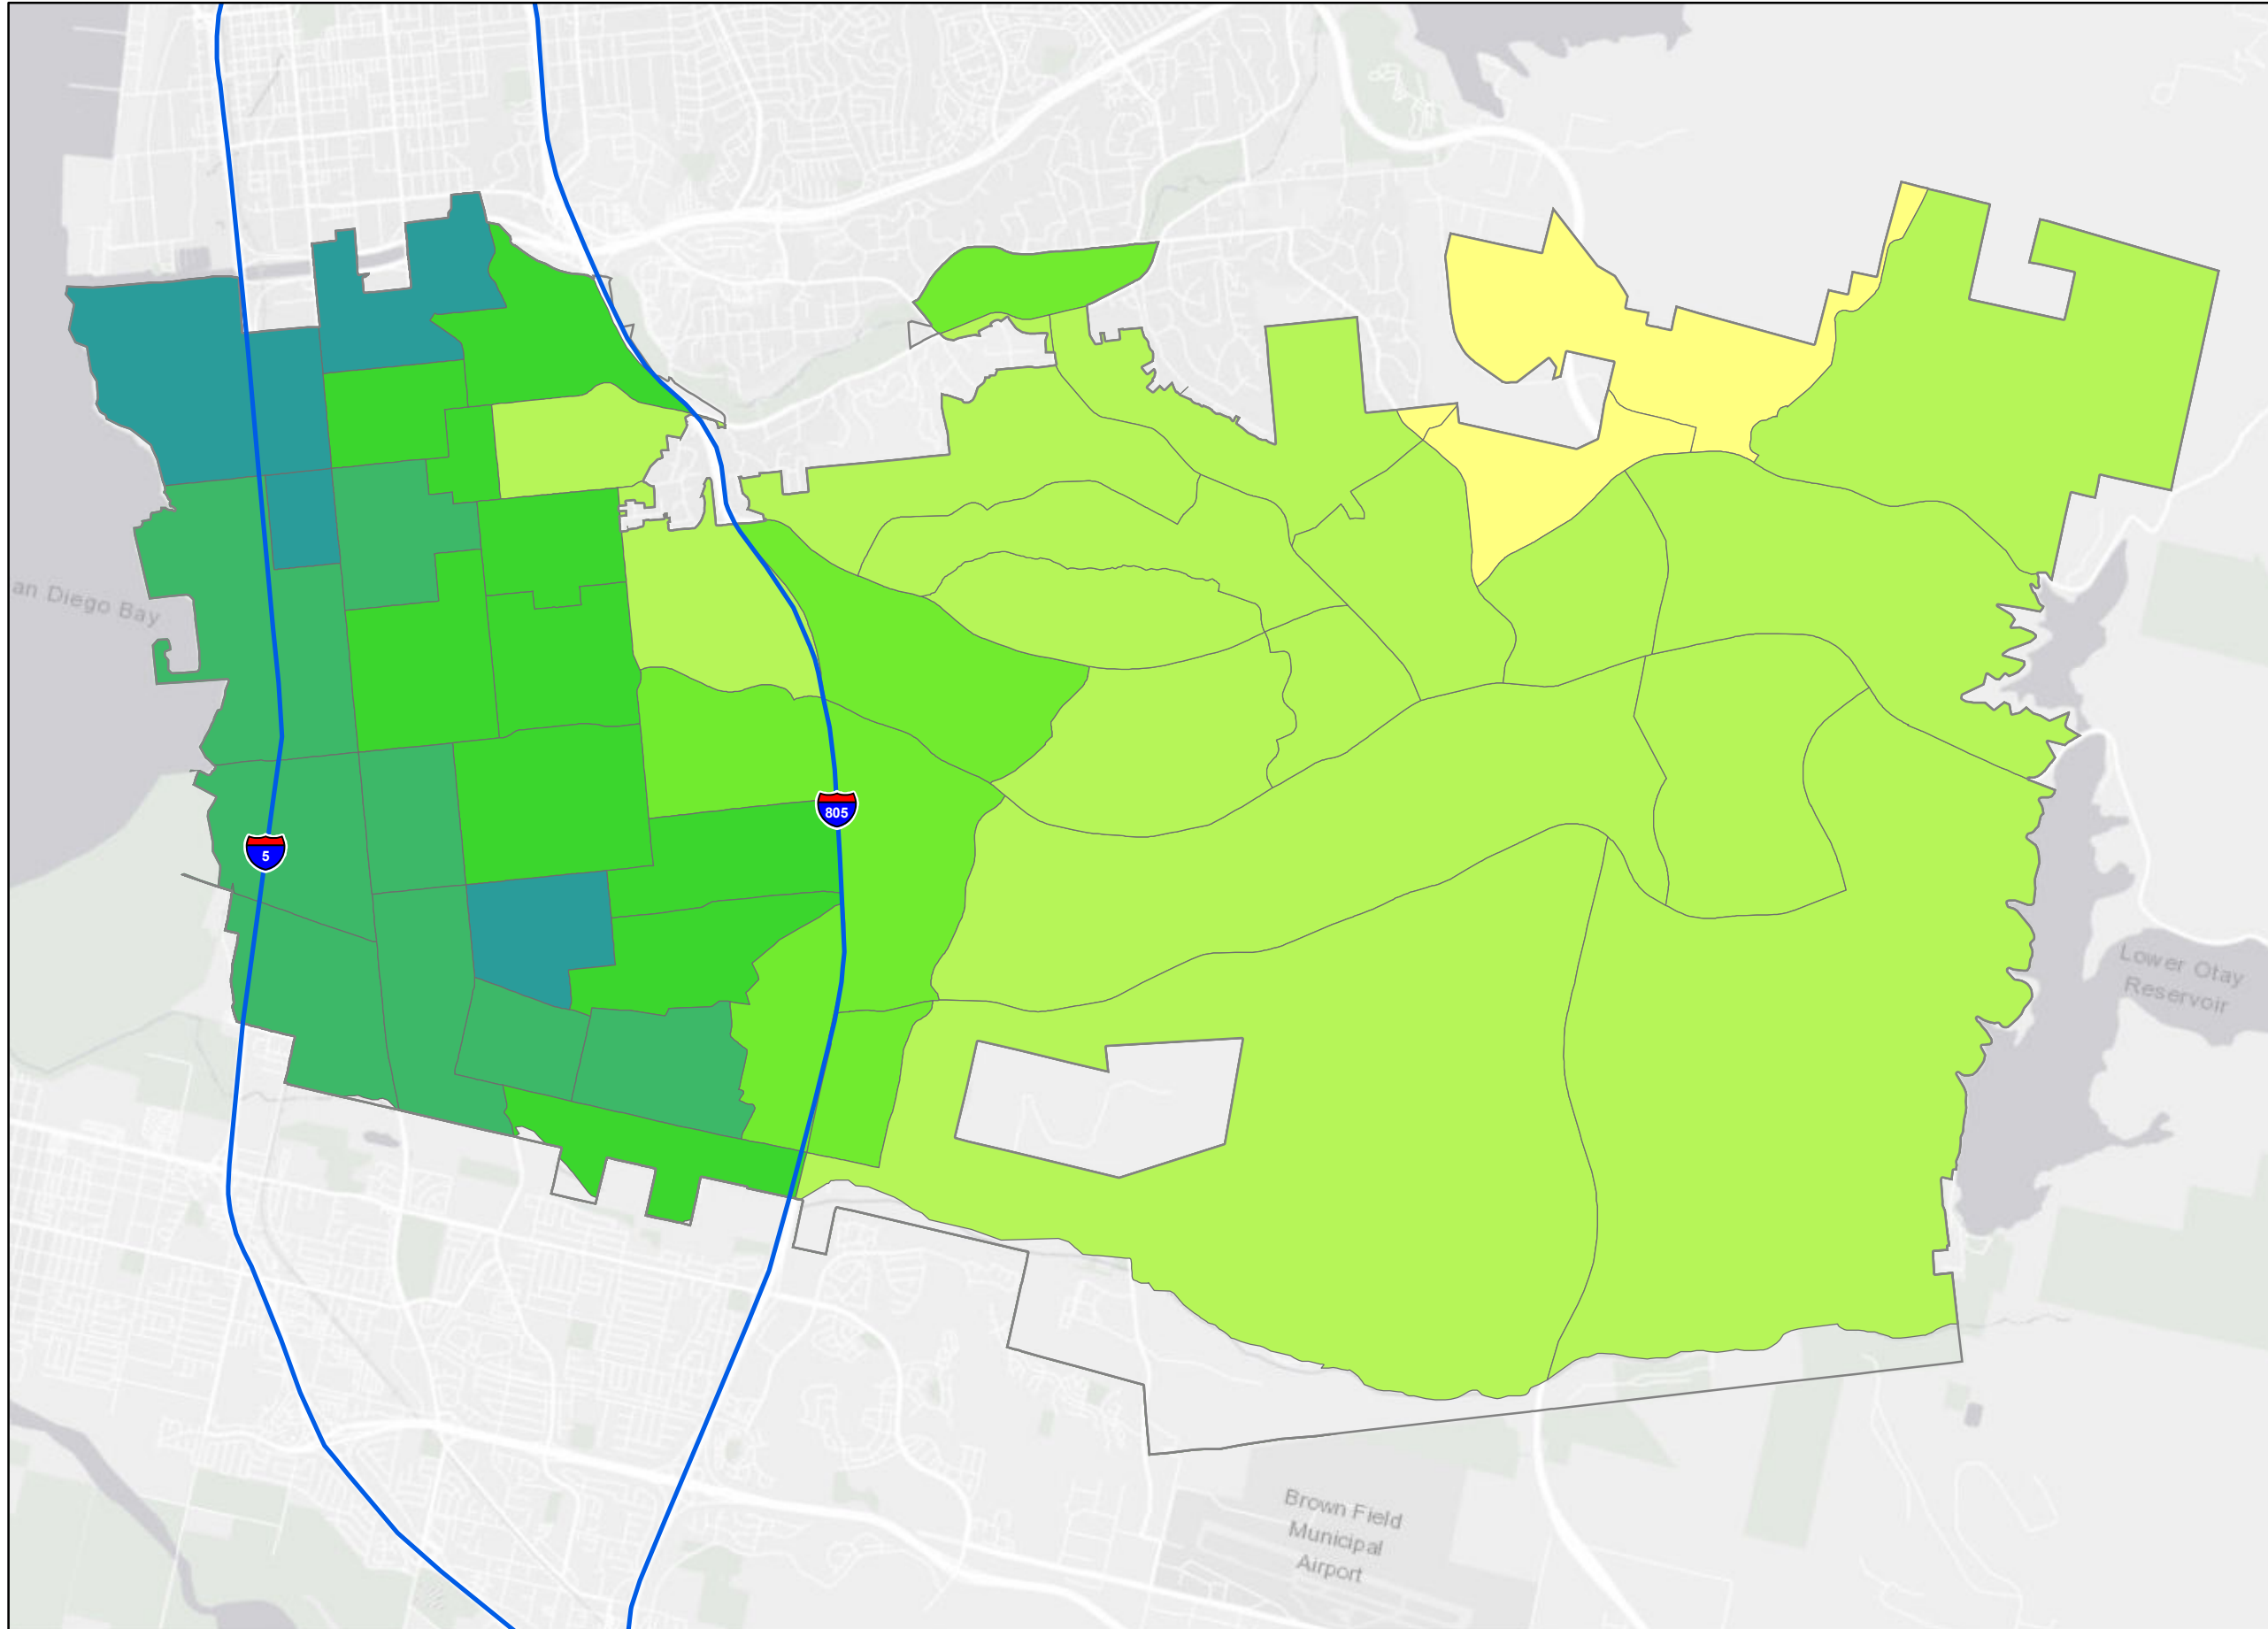 an Diego Bay
805
5
Lower Otay
Reservoir
Brown Field
Municipal
Airport